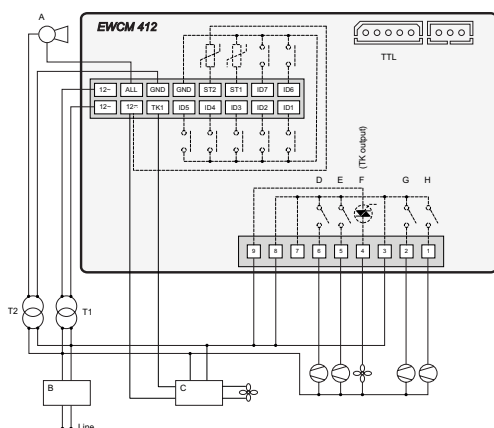 A
EWCM 412
TTL
12~ ALL GND GND ST2 ST1 ID7 ID6
12~ 12⎓ TK1 ID5 ID4 ID3 ID2 ID1
(TK output)
D E F G H
9 8 7 6 5 4 3 2 1
T2 T1
B C
Line